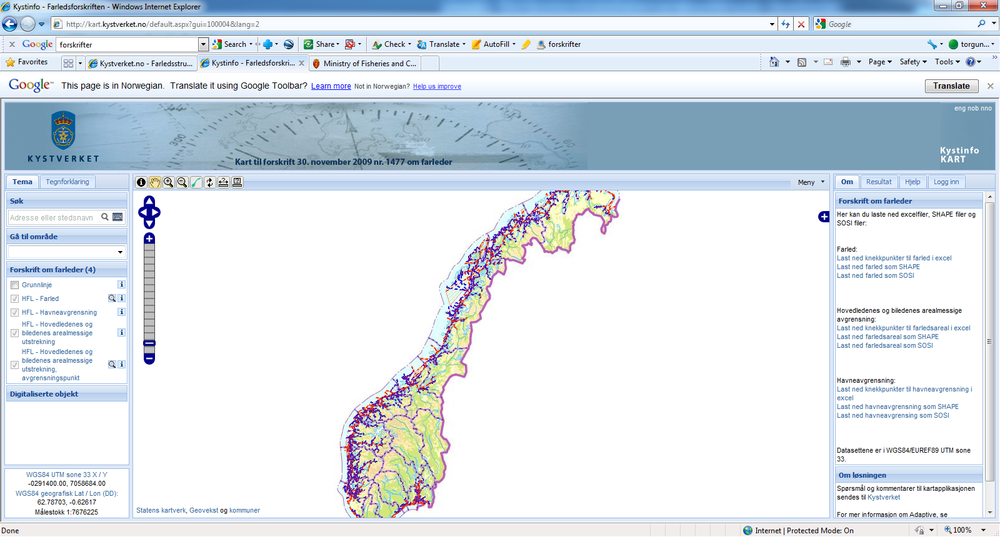 Kystinfo - Farledsforskriften - Windows Internet Explorer
http://kart.kystverket.no/default.aspx?gui=100004&lang=2
Google
Google
forskrifter
Search
Share
Check
Translate
AutoFill
forskrifter
torgun...
Favorites
Kystverket.no - Farledsstru...
Kystinfo - Farledsforskri...
Ministry of Fisheries and C...
Page
Safety
Tools
Google™ This page is in Norwegian. Translate it using Google Toolbar? Learn more Not in Norwegian? Help us improve
Translate
eng nob nno
KYSTVERKET
300
60
Kart til forskrift 30. november 2009 nr. 1477 om farleder
Kystinfo
KART
Tema
Tegnforklaring
Søk
Adresse eller stedsnavn
Gå til område
Forskrift om farleder (4)
Grunnlinje
HFL - Farled
HFL - Havneavgrensning
HFL - Hovedledenes og
biledenes arealmessige
utstrekning
HFL - Hovedledenes og
biledenes arealmessige
utstrekning,
avgrensningspunkt
Digitaliserte objekt
WGS84 UTM sone 33 X / Y
-0291400.00, 7058684.00
WGS84 geografisk Lat / Lon (DD):
62.78703, -0.62617
Målestokk 1:7676225
Meny
Statens kartverk, Geovekst og kommuner
Om
Resultat
Hjelp
Logg inn
Forskrift om farleder
Her kan du laste ned excelfiler, SHAPE filer og
SOSI filer:
Farled:
Last ned knekkpunkter til farled i excel
Last ned farled som SHAPE
Last ned farled som SOSI
Hovedledenes og biledenes arealmessige
avgrensning:
Last ned knekkpunkter til farledsareal i excel
Last ned farledsareal som SHAPE
Last ned farledsareal som SOSI
Havneavgrensning:
Last ned knekkpunkter til havneavgrensning i
excel
Last ned havneavgrensning som SHAPE
Last ned havneavgrensing som SOSI
Datasettene er i WGS84/EUREF89 UTM sone
33.
Om løsningen
Spørsmål og kommentarer til kartapplikasjonen
sendes til Kystverket
For mer informasjon om Adaptive, se
Done
Internet | Protected Mode: On
100%